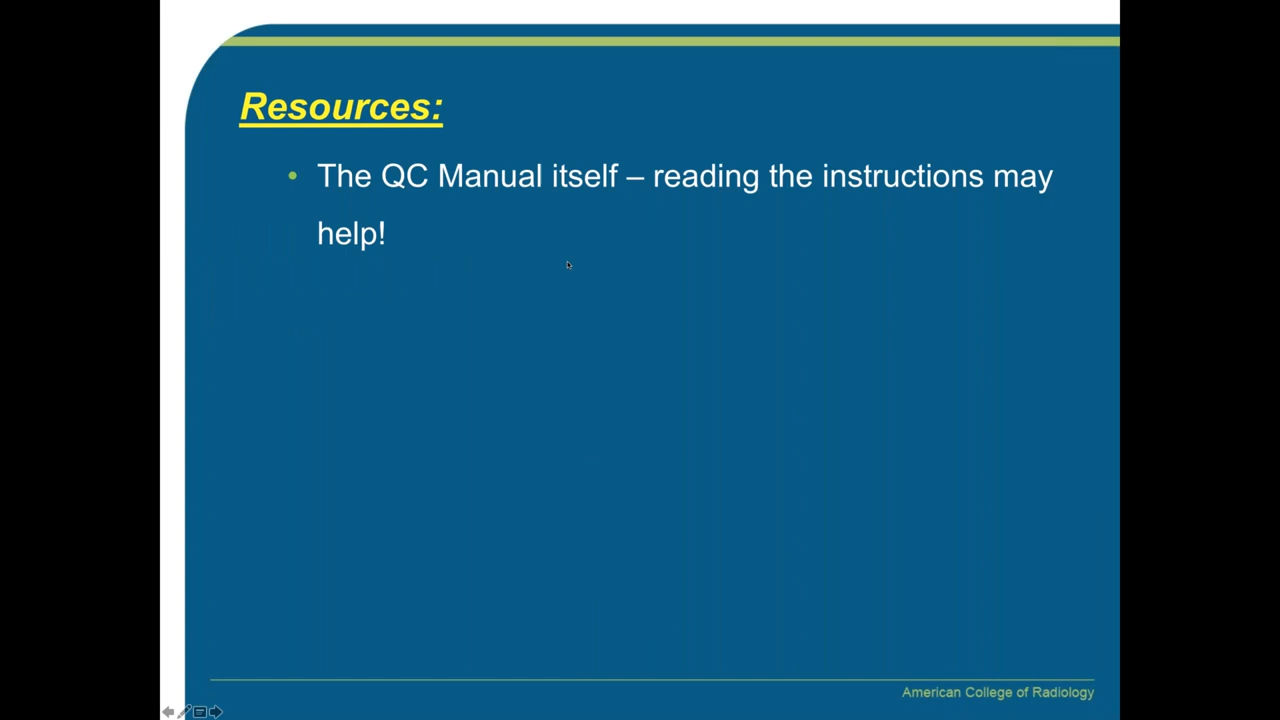 Resources:
• The QC Manual itself – reading the instructions may
help!
American College of Radiology